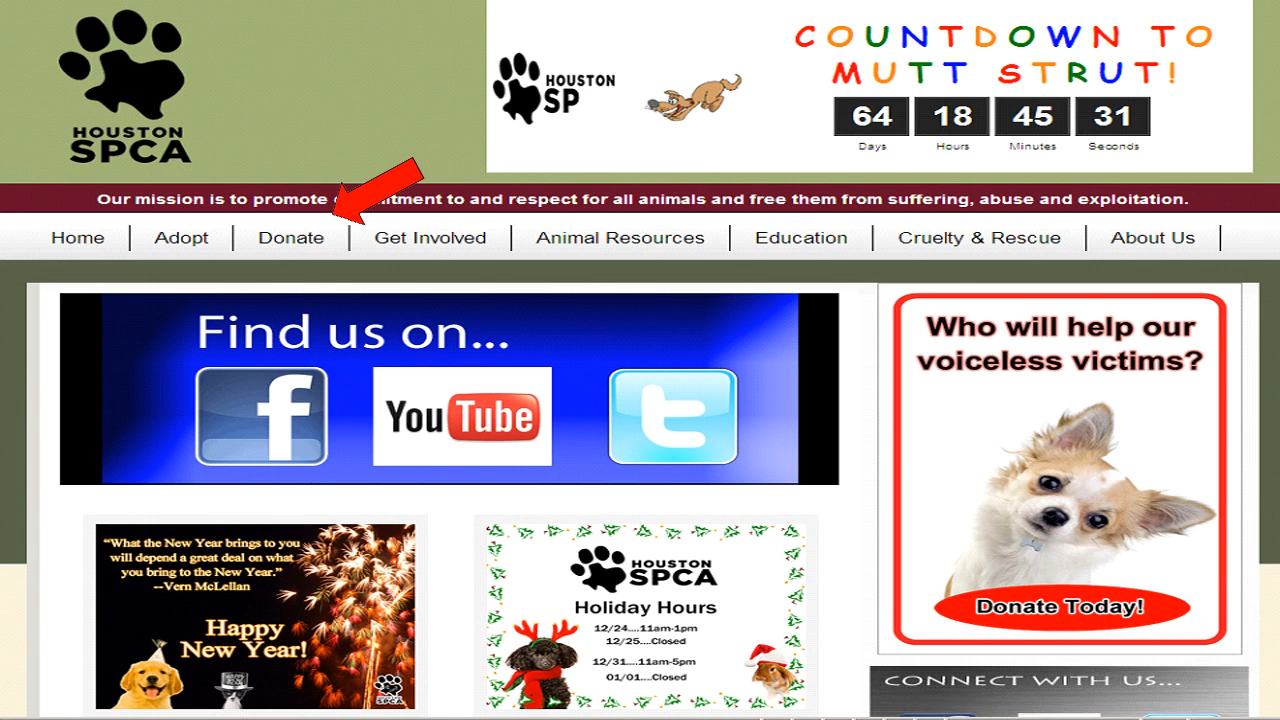 HOUSTON
SPCA
HOUSTON
SP
COUNTDOWN TO
MUTT STRUT!
64 18 45 31
Days Hours Minutes Seconds
Our mission is to promote mitment to and respect for all animals and free them from suffering, abuse and exploitation.
Home Adopt Donate Get Involved Animal Resources Education Cruelty & Rescue About Us
Find us on...
f YouTube t
Who will help our
voiceless victims?
Donate Today!
"What the New Year brings to you
will depend a great deal on what
you bring to the New Year."
--Vern McLellan
Happy
New Year!
SPCA
HOUSTON
SPCA
Holiday Hours
12/24....11am-1pm
12/25....Closed
12/31....11am-5pm
01/01....Closed
CONNECT WITH US...